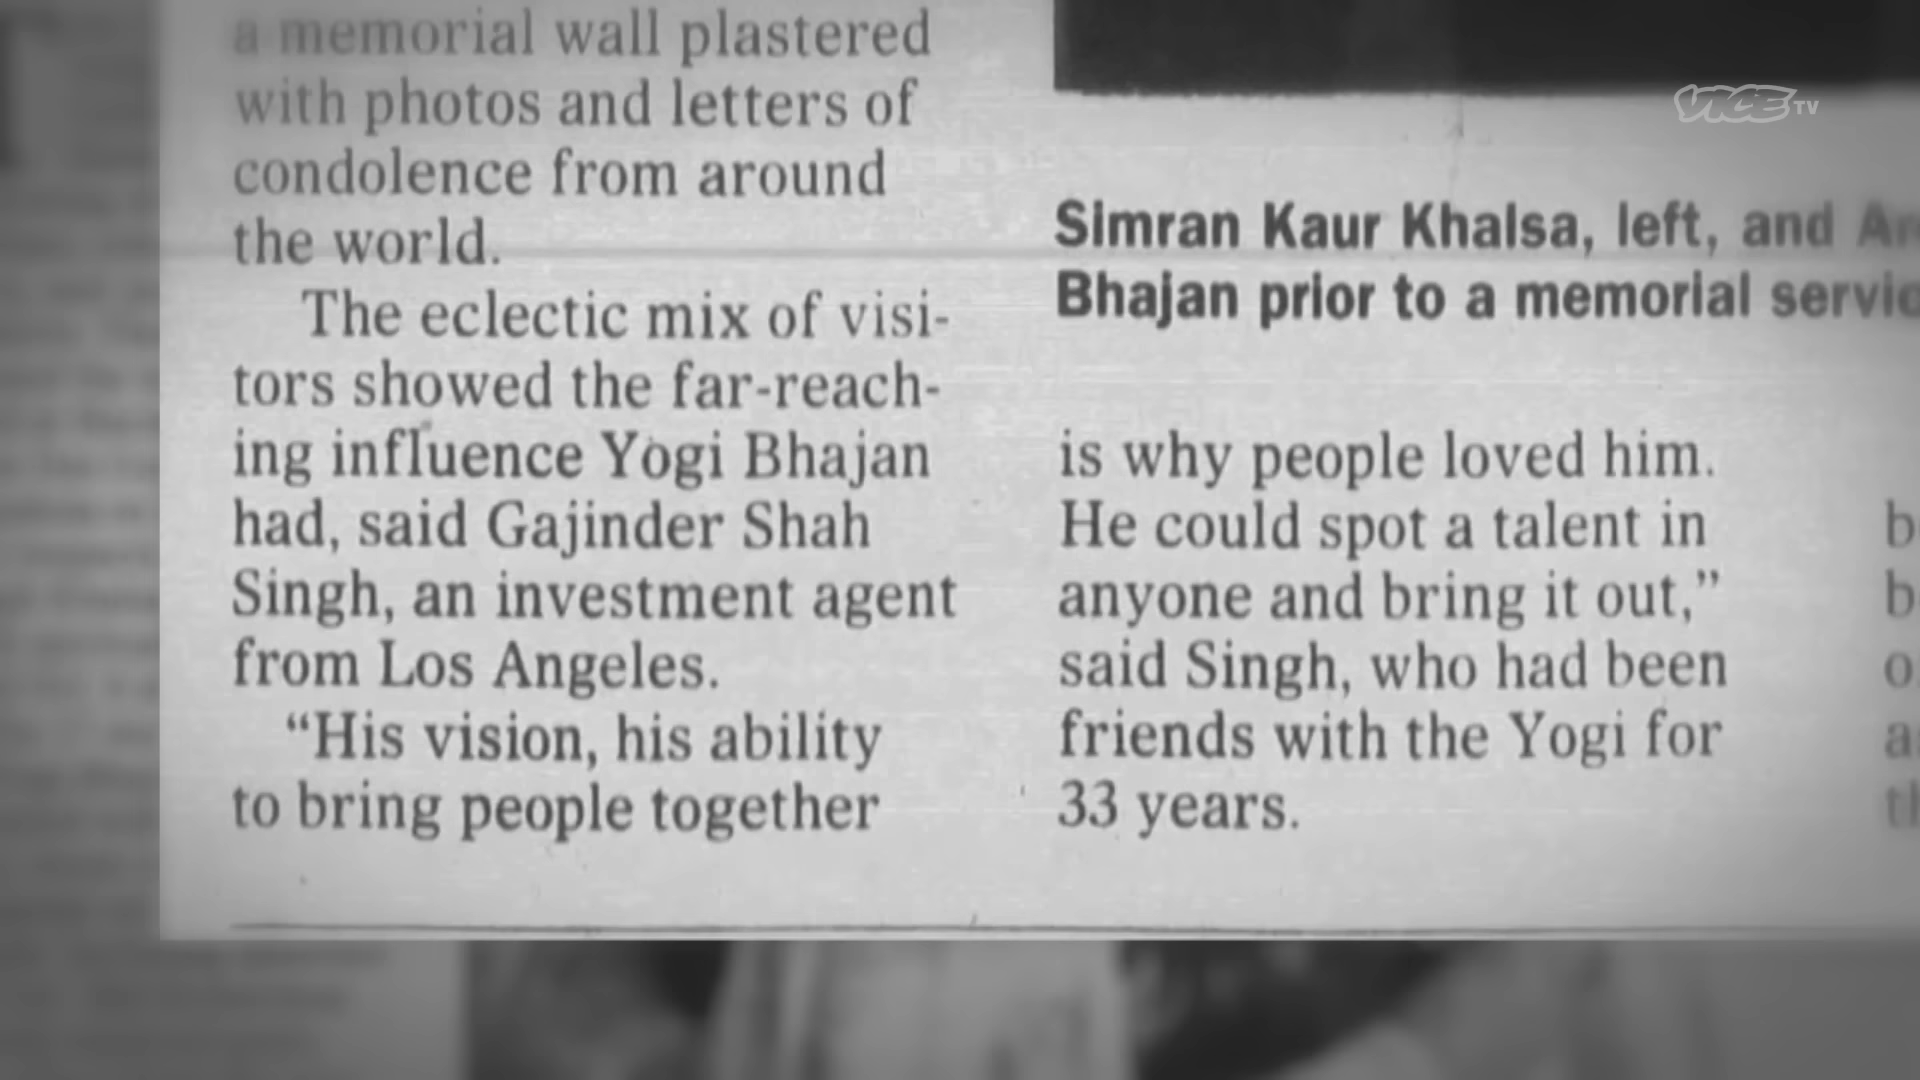 a memorial wall plastered
with photos and letters of
condolence from around
the world.
The eclectic mix of visi-
tors showed the far-reach-
ing influence Yogi Bhajan
had, said Gajinder Shah
Singh, an investment agent
from Los Angeles.
“His vision, his ability
to bring people together
VICE TV
Simran Kaur Khalsa, left, and
Bhajan prior to a memorial
is why people loved him.
He could spot a talent in
anyone and bring it out,”
said Singh, who had been
friends with the Yogi for
33 years.